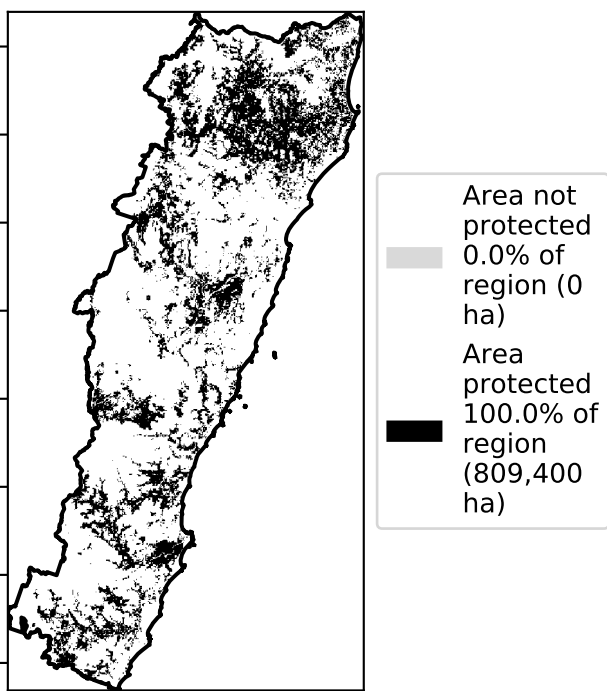 Area not
protected
0.0% of
region (0
ha)
Area
protected
100.0% of
region
(809,400
ha)